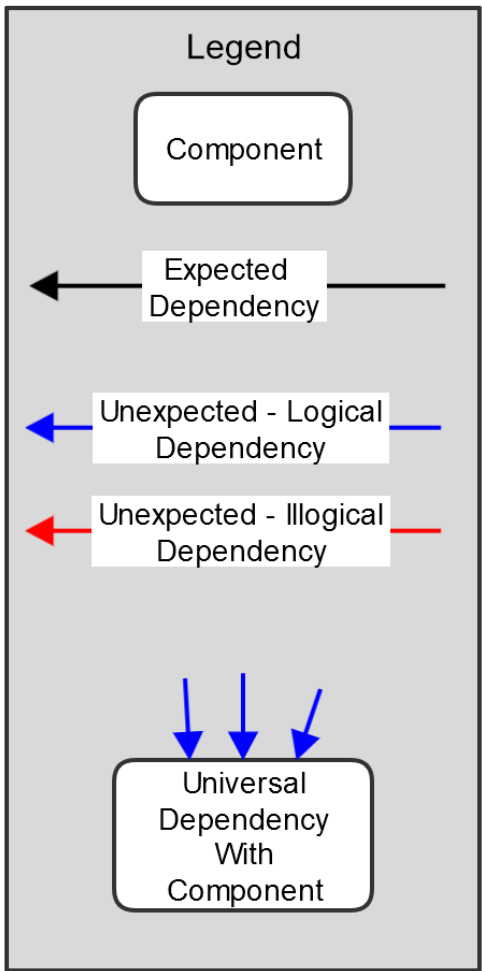 Legend
Component
Expected
Dependency
Unexpected - Logical
Dependency
Unexpected - Illogical
Dependency
Universal
Dependency
With
Component